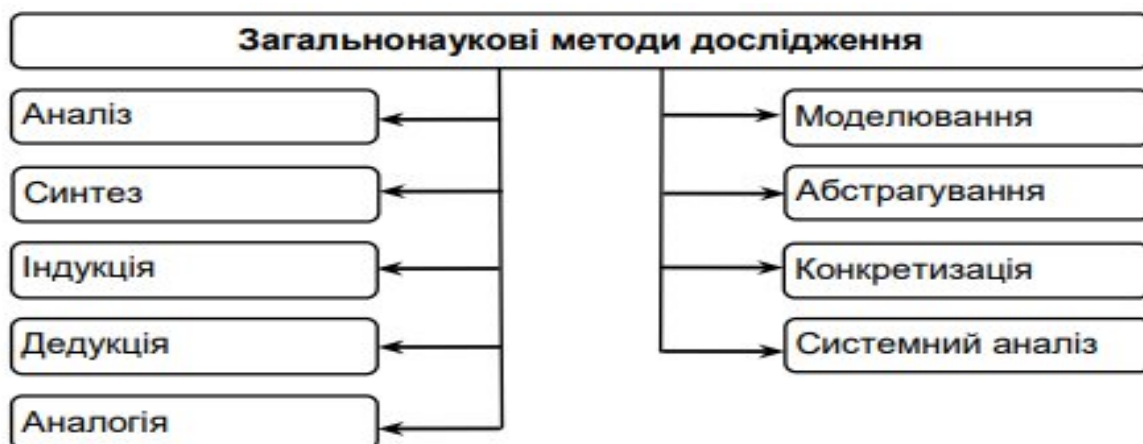 Загальнонаукові методи дослідження
Аналіз
Синтез
Індукція
Дедукція
Аналогія
Моделювання
Абстрагування
Конкретизація
Системний аналіз